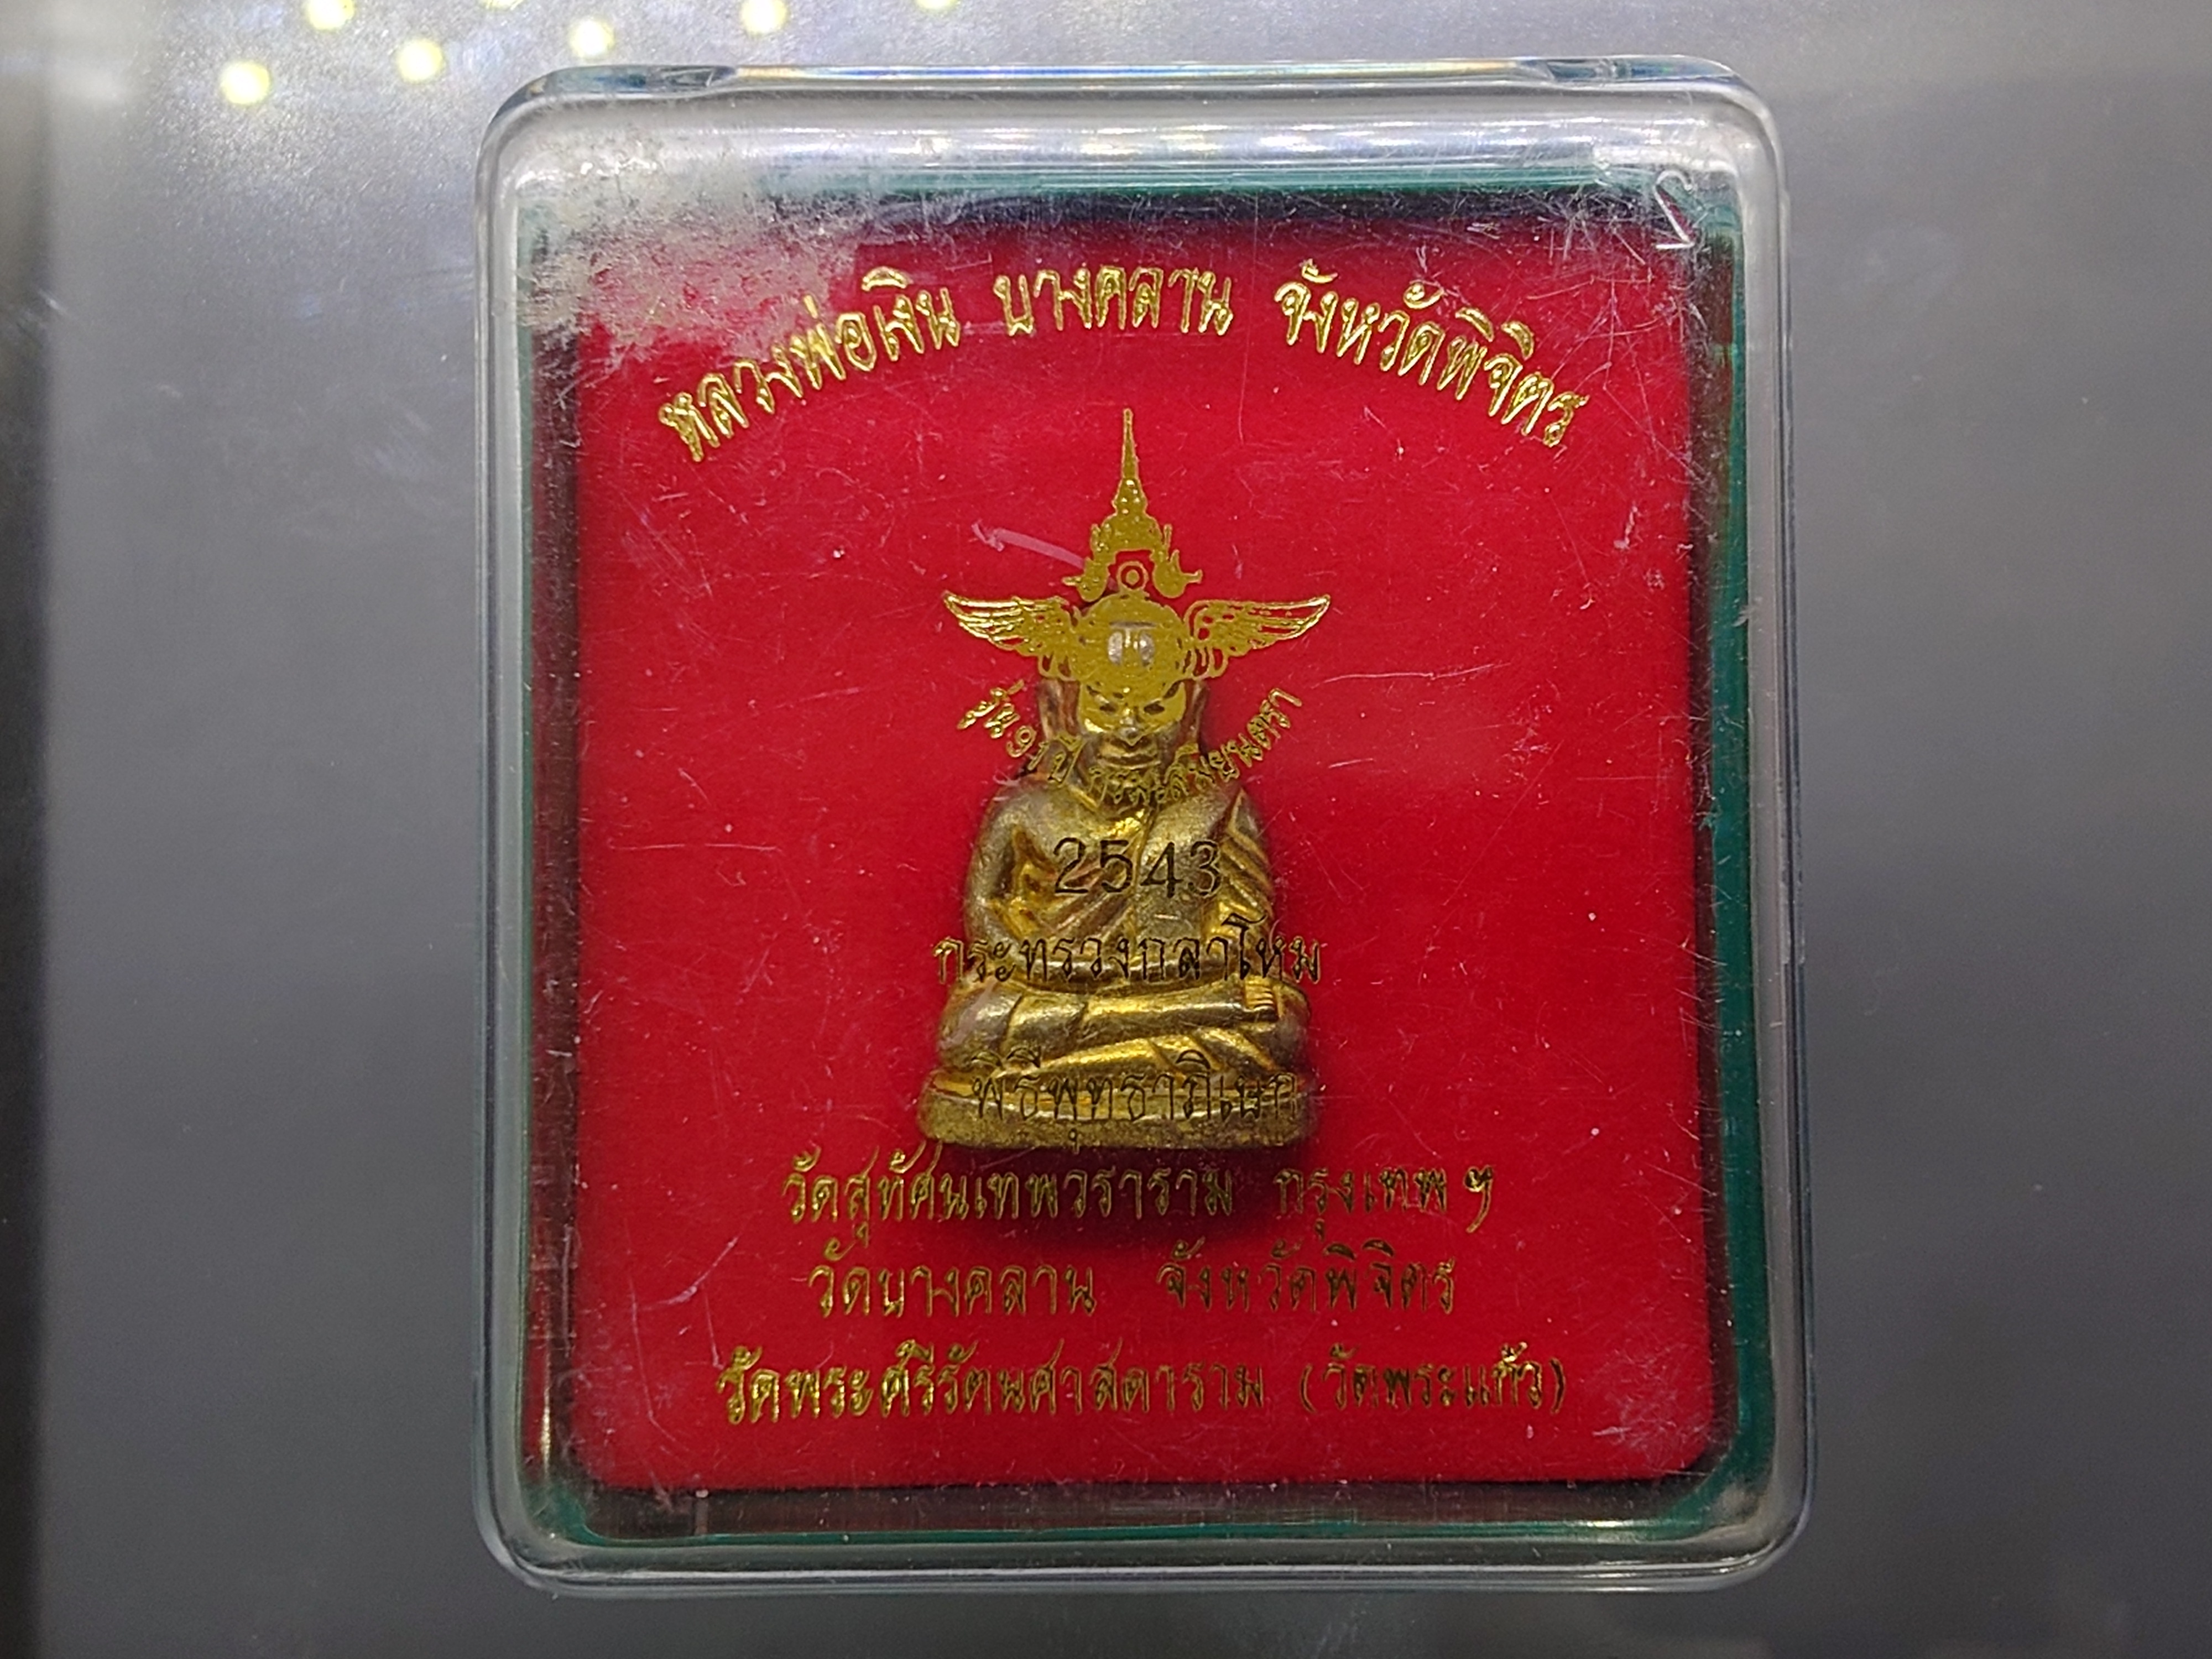 หลวงพ่อเงิน บางคลาน จังหวัดพิจิตร
รุ่น ๙๑ ปี
2543
กระทรวงกลาโหม
พิธีพุทธาภิเษก
วัดสุทัศนเทพวราราม กรุงเทพฯ
วัดบางคลาน จังหวัดพิจิตร
วัดพระศรีรัตนศาสดาราม (วัดพระแก้ว)